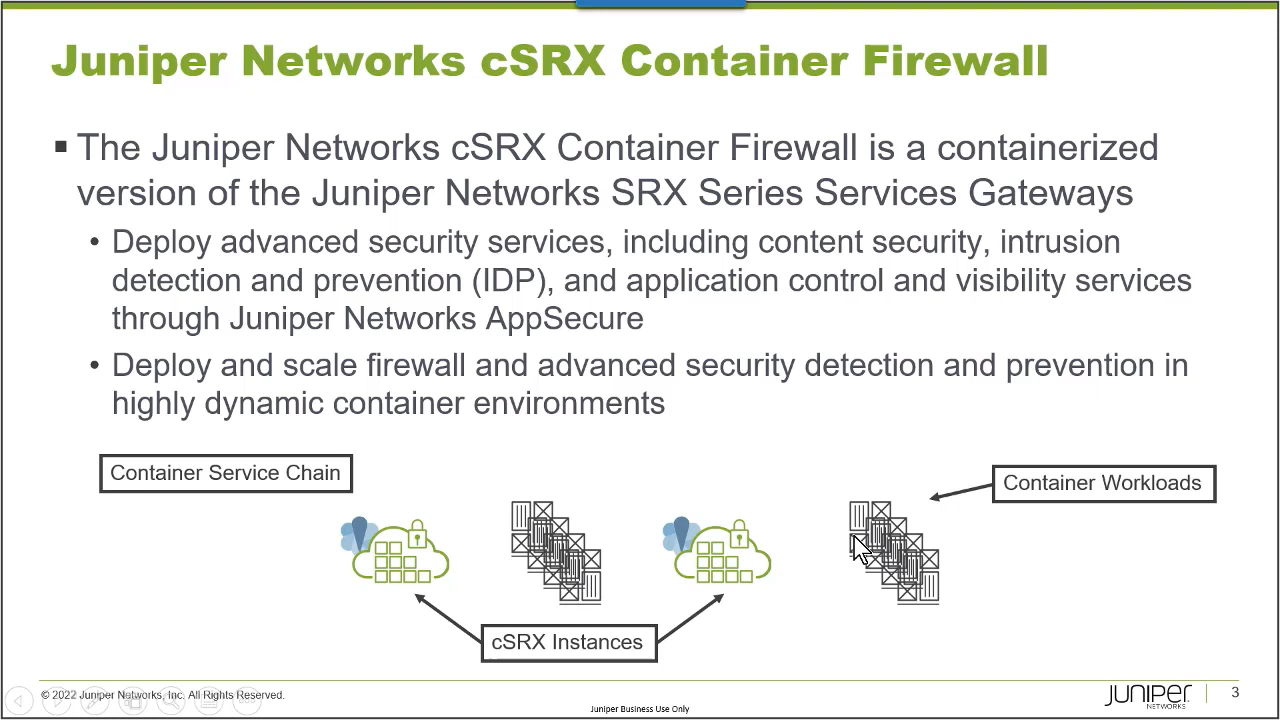 Juniper Networks cSRX Container Firewall
▪ The Juniper Networks cSRX Container Firewall is a containerized
version of the Juniper Networks SRX Series Services Gateways
• Deploy advanced security services, including content security, intrusion
detection and prevention (IDP), and application control and visibility services
through Juniper Networks AppSecure
• Deploy and scale firewall and advanced security detection and prevention in
highly dynamic container environments
Container Service Chain
Container Workloads
cSRX Instances
© 2022 Juniper Networks, Inc. All Rights Reserved.
Juniper Business Use Only
JUNIPER
NETWORKS
3